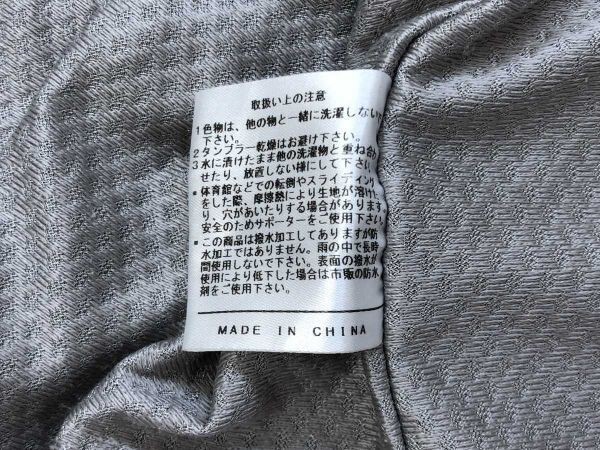 取扱い上の注意
1 色物は、他の物と一緒に洗濯しないで
下さい。
2 タンブラー乾燥はお避け下さい。
3 水に漬けたまま他の洗濯物と重ね合わ
せたり、放置しない様にして下さい。
• 体育館などでの転倒やスライディング
をした際、摩擦熱により生地が溶けた
り、穴があいたりする場合があります
安全のためサポーターをご使用下さい。
• この商品は撥水加工してありますが防
水加工ではありません。雨の中で長時
間使用しないで下さい。表面の撥水が
使用により低下した場合は市販の防水
剤をご使用下さい。
MADE IN CHINA